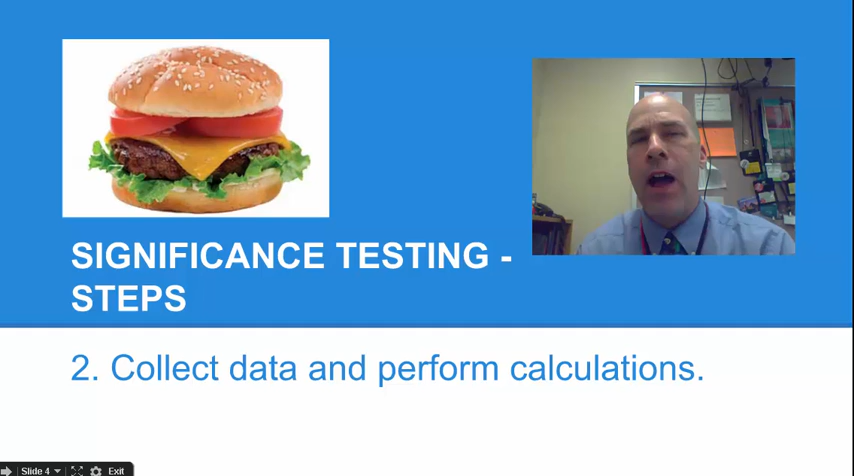 SIGNIFICANCE TESTING -
STEPS
2. Collect data and perform calculations.
Slide 4
Exit